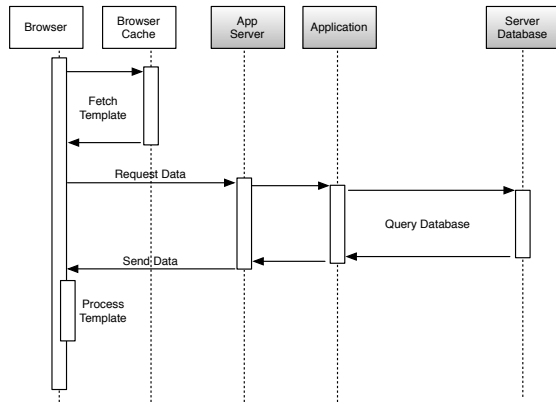 Browser
Browser
Cache
App
Server
Application
Server
Database
Fetch
Template
Request Data
Query Database
Send Data
Process
Template